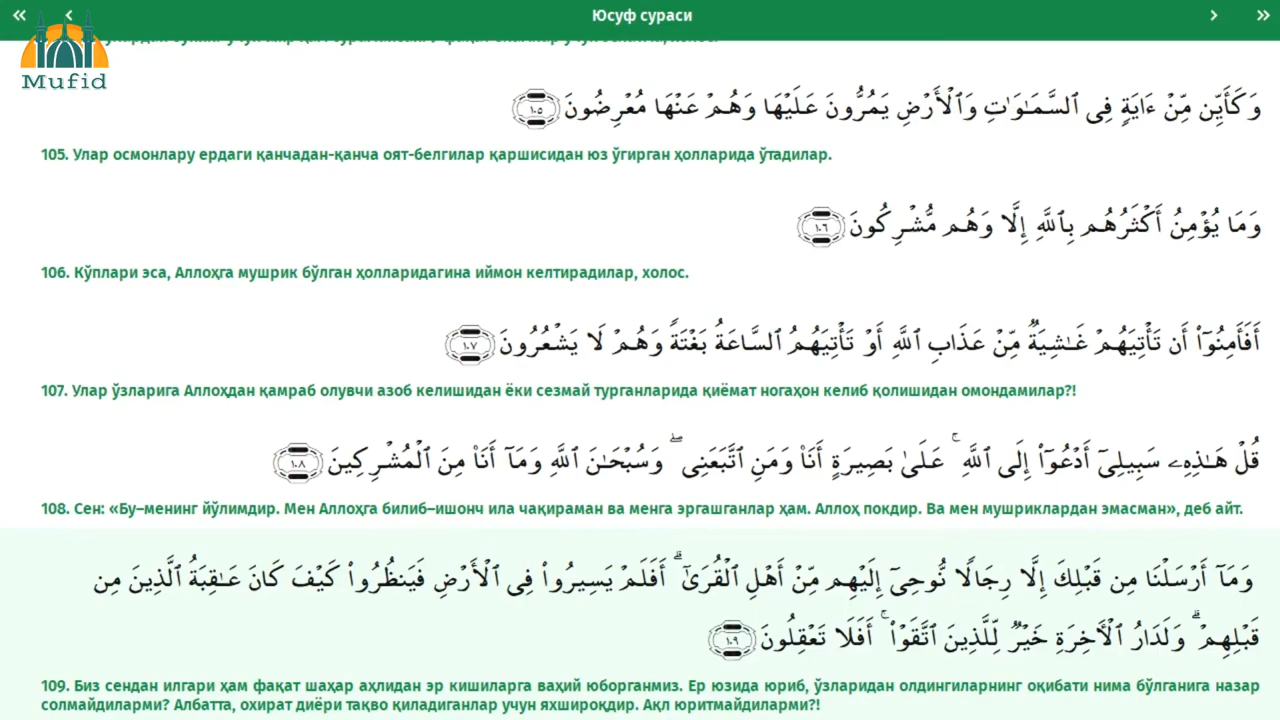 Юсуф сураси
Mufid
وَكَأَيِّن مِّنْ ءَايَةٍ فِى ٱلسَّمَـٰوَٰتِ وَٱلْأَرْضِ يَمُرُّونَ عَلَيْهَا وَهُمْ عَنْهَا مُعْرِضُونَ ١٠٥
105. Улар осмонлару ердаги қанчадан-қанча оят-белгилар қаршисидан юз ўгирган ҳолларида ўтадилар.
وَمَا يُؤْمِنُ أَكْثَرُهُم بِٱللَّهِ إِلَّا وَهُم مُّشْرِكُونَ ١٠٦
106. Кўплари эса, Аллоҳга мушрик бўлган ҳолларидагина иймон келтирадилар, холос.
أَفَأَمِنُوٓا۟ أَن تَأْتِيَهُمْ غَـٰشِيَةٌ مِّنْ عَذَابِ ٱللَّهِ أَوْ تَأْتِيَهُمُ ٱلسَّاعَةُ بَغْتَةً وَهُمْ لَا يَشْعُرُونَ ١٠٧
107. Улар ўзларига Аллоҳдан қамраб олувчи азоб келишидан ёки сезмай турганларида қиёмат ногаҳон келиб қолишидан омондамилар?!
قُلْ هَـٰذِهِۦ سَبِيلِىٓ أَدْعُوٓا۟ إِلَى ٱللَّهِ ۚ عَلَىٰ بَصِيرَةٍ أَنَا۠ وَمَنِ ٱتَّبَعَنِى ۖ وَسُبْحَـٰنَ ٱللَّهِ وَمَآ أَنَا۠ مِنَ ٱلْمُشْرِكِينَ ١٠٨
108. Сен: «Бу–менинг йўлимдир. Мен Аллоҳга билиб–ишонч ила чақираман ва менга эргашганлар ҳам. Аллоҳ покдир. Ва мен мушриклардан эмасман», деб айт.
وَمَآ أَرْسَلْنَا مِن قَبْلِكَ إِلَّا رِجَالًا نُّوحِىٓ إِلَيْهِم مِّنْ أَهْلِ ٱلْقُرَىٰٓ ۗ أَفَلَمْ يَسِيرُوا۟ فِى ٱلْأَرْضِ فَيَنظُرُوا۟ كَيْفَ كَانَ عَـٰقِبَةُ ٱلَّذِينَ مِن
قَبْلِهِمْ ۗ وَلَدَارُ ٱلْـَٔاخِرَةِ خَيْرٌ لِّلَّذِينَ ٱتَّقَوْا۟ ۚ أَفَلَا تَعْقِلُونَ ١٠٩
109. Биз сендан илгари ҳам фақат шаҳар аҳлидан эр кишиларга ваҳий юборганмиз. Ер юзида юриб, ўзларидан олдингиларнинг оқибати нима бўлганига назар
солмайдиларми? Албатта, охират диёри тақво қиладиганлар учун яхшироқдир. Ақл юритмайдиларми?!